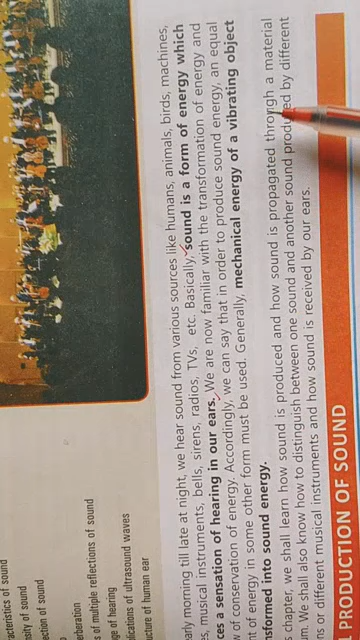 acteristics of sound
sity of sound
ection of sound
erberation
s of multiple reflections of sound
ge of hearing
lications of ultrasound waves
ucture of human ear
early morning till late at night, we hear sound from various sources like humans, animals, birds, machines,
es, musical instruments, bells, sirens, radios, TVs, etc. Basically, sound is a form of energy which
ces a sensation of hearing in our ears. We are now familiar with the transformation of energy and
of conservation of energy. Accordingly, we can say that in order to produce sound energy, an equal
nt of energy in some other form must be used. Generally, mechanical energy of a vibrating object
nsformed into sound energy.
chapter, we shall learn how sound is produced and how sound is propagated through a material
um. We shall also know how to distinguish between one sound and another sound produced by different
s or different musical instruments and how sound is received by our ears.
PRODUCTION OF SOUND